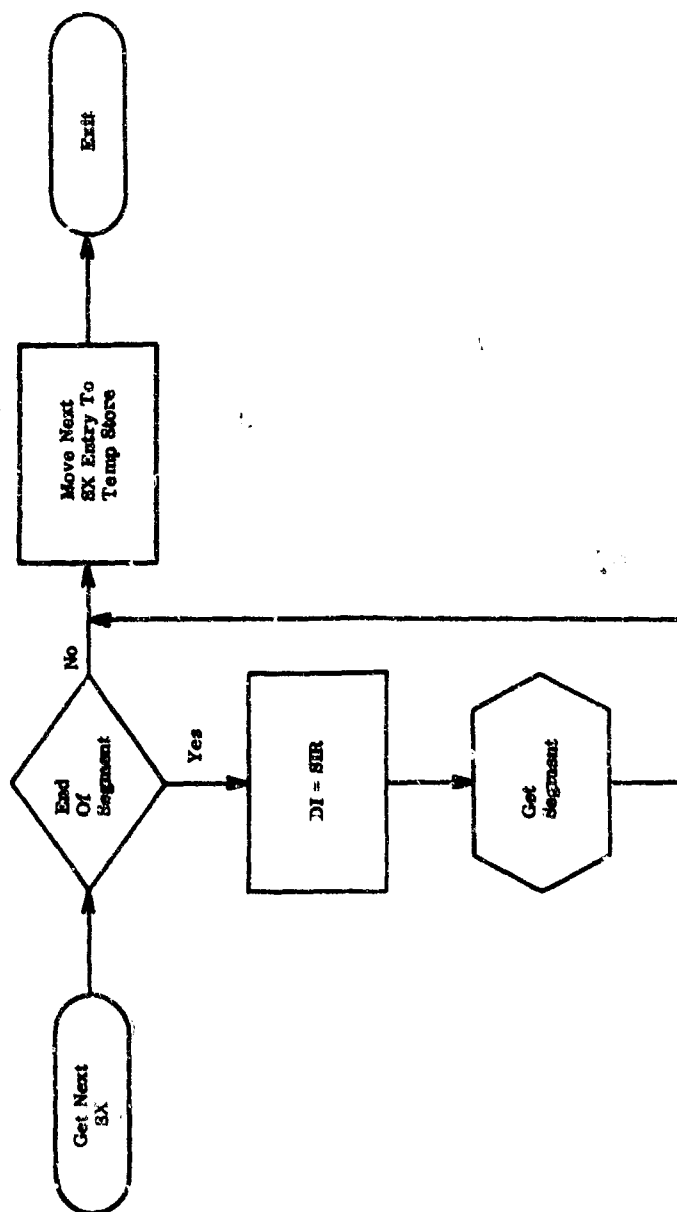 Get Next
SX
End
Of
Segment
No
Yes
Move Next
SX Entry To
Temp Store
Exit
DI = SIR
Get
Segment